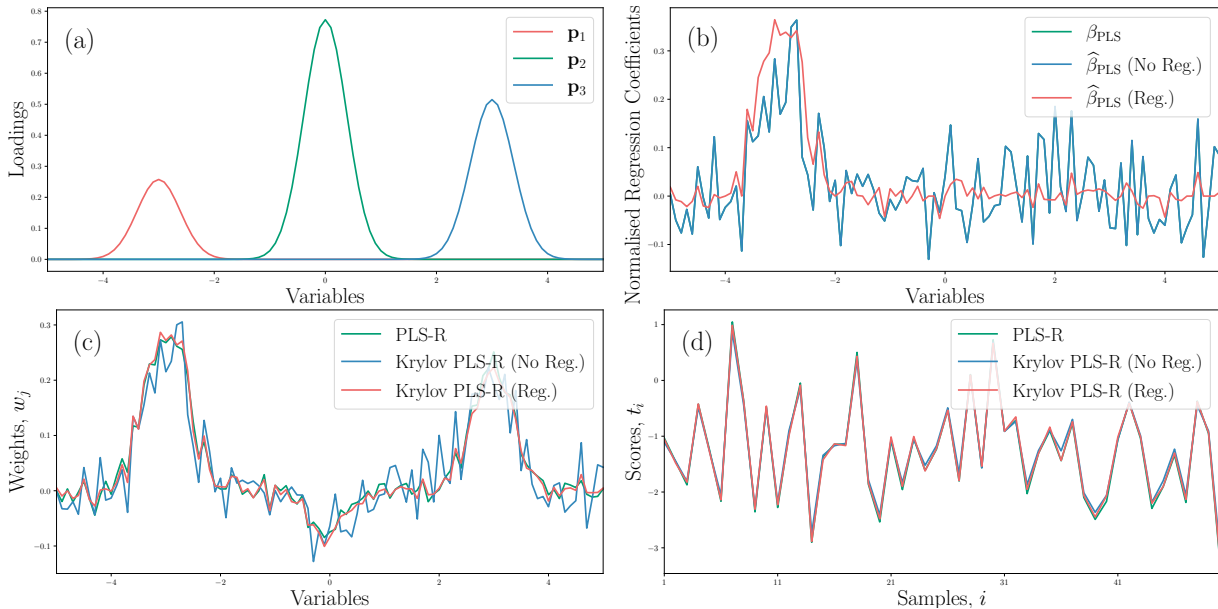 (a)
p₁
p₂
p₃
Loadings
0.8
0.7
0.6
0.5
0.4
0.3
0.2
0.1
0.0
−4
−2
0
2
4
Variables
(b)
β_PLS
β̂_PLS (No Reg.)
β̂_PLS (Reg.)
Normalised Regression Coefficients
0.3
0.2
0.1
0.0
−0.1
−4
−2
0
2
4
Variables
(c)
PLS-R
Krylov PLS-R (No Reg.)
Krylov PLS-R (Reg.)
Weights, w_j
0.3
0.2
0.1
0.0
−0.1
−4
−2
0
2
4
Variables
(d)
PLS-R
Krylov PLS-R (No Reg.)
Krylov PLS-R (Reg.)
Scores, t_i
1
0
−1
−2
−3
1
11
21
31
41
Samples, i